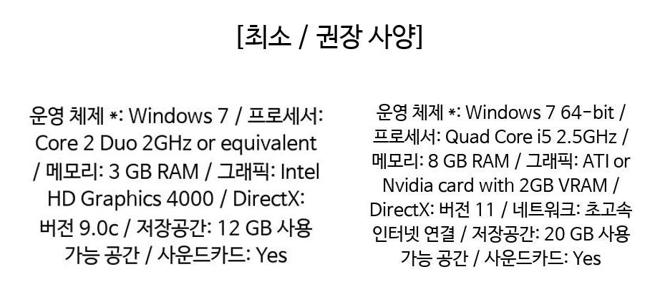 [최소 / 권장 사양]
운영 체제 *: Windows 7 / 프로세서:
Core 2 Duo 2GHz or equivalent
/ 메모리: 3 GB RAM / 그래픽: Intel
HD Graphics 4000 / DirectX:
버전 9.0c / 저장공간: 12 GB 사용
가능 공간 / 사운드카드: Yes
운영 체제 *: Windows 7 64-bit /
프로세서: Quad Core i5 2.5GHz /
메모리: 8 GB RAM / 그래픽: ATI or
Nvidia card with 2GB VRAM /
DirectX: 버전 11 / 네트워크: 초고속
인터넷 연결 / 저장공간: 20 GB 사용
가능 공간 / 사운드카드: Yes